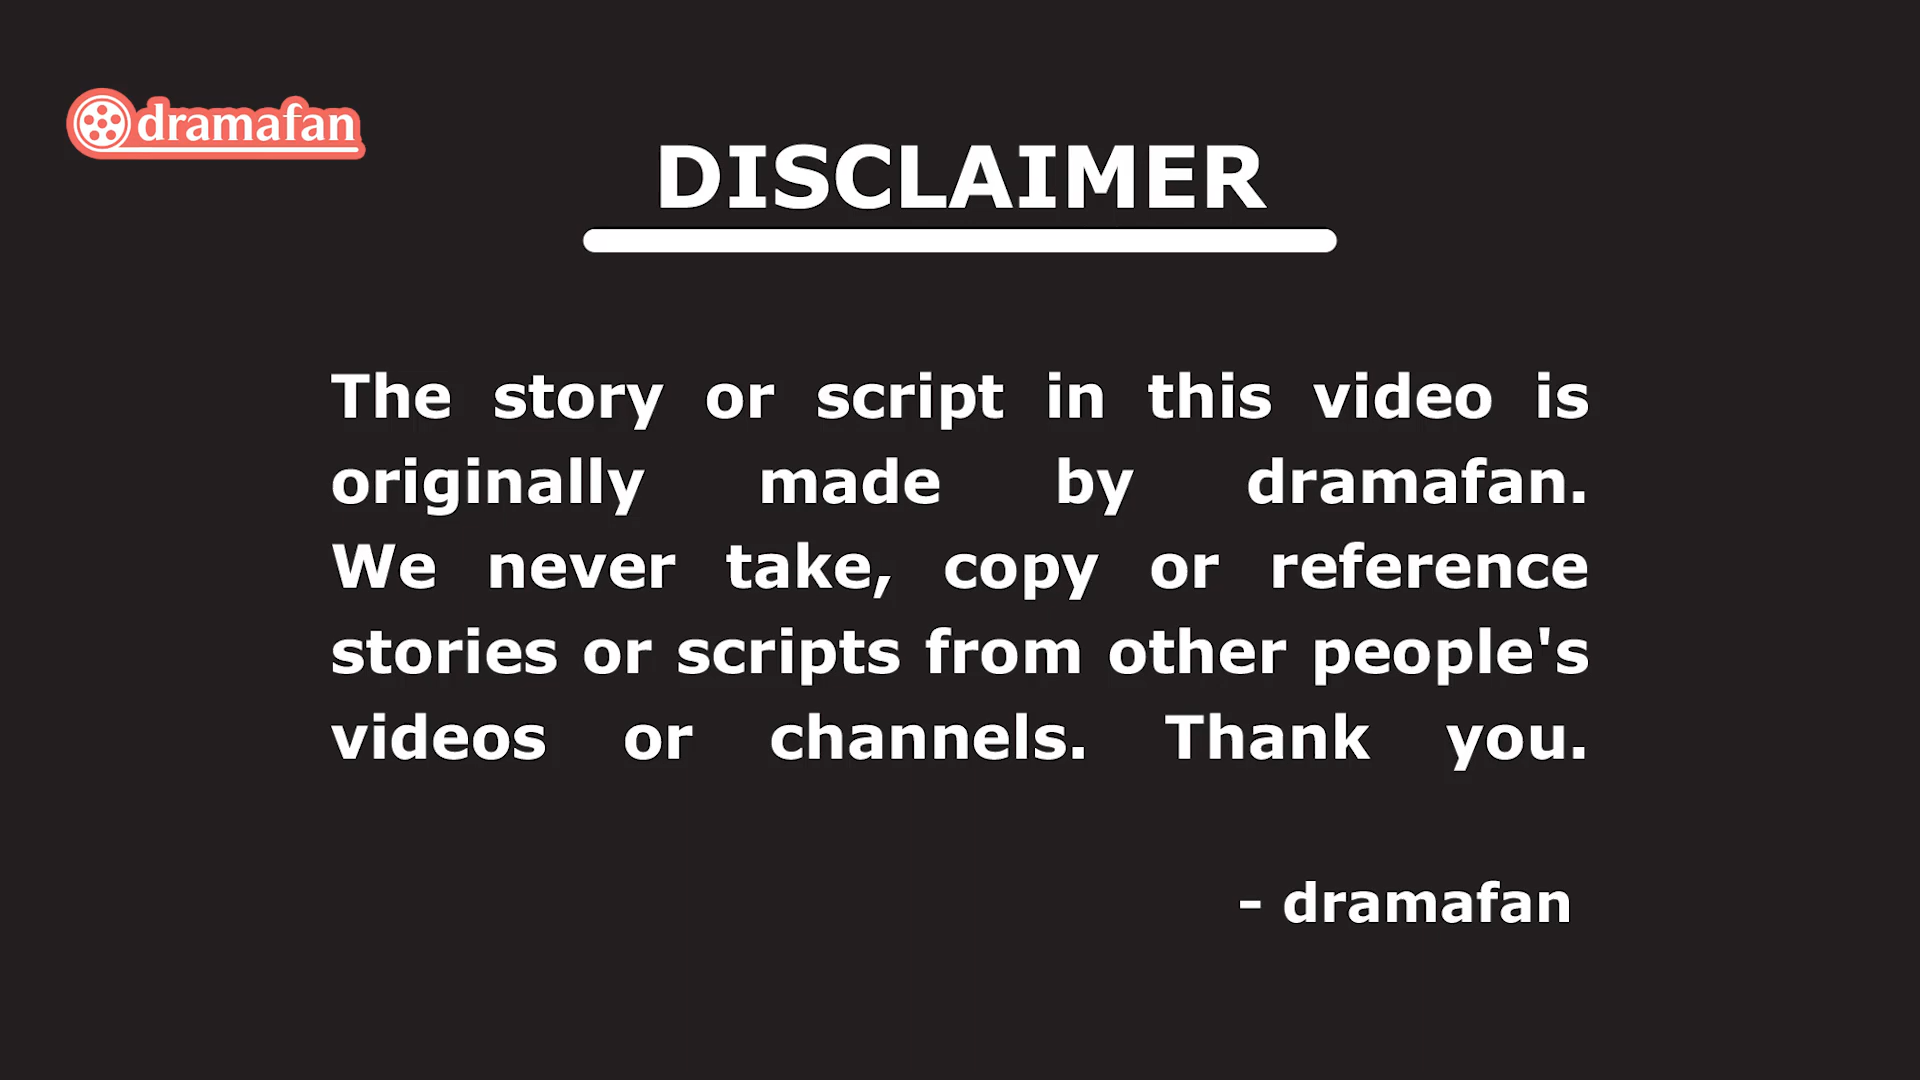 dramafan
DISCLAIMER
The story or script in this video is
originally made by dramafan.
We never take, copy or reference
stories or scripts from other people's
videos or channels. Thank you.
- dramafan